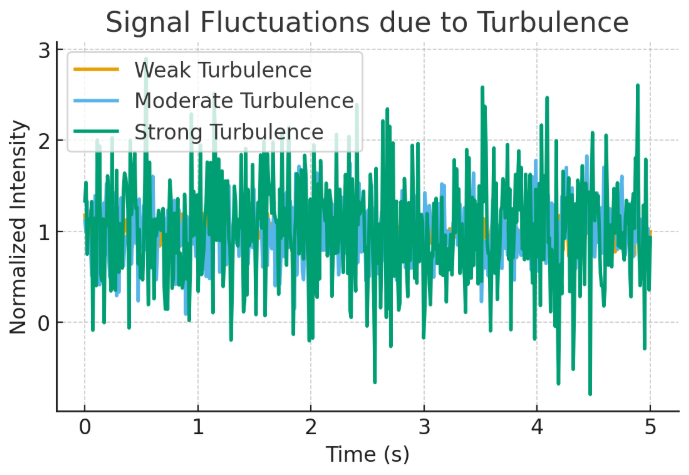 Signal Fluctuations due to Turbulence
Normalized Intensity
3
2
1
0
Weak Turbulence
Moderate Turbulence
Strong Turbulence
0 1 2 3 4 5
Time (s)